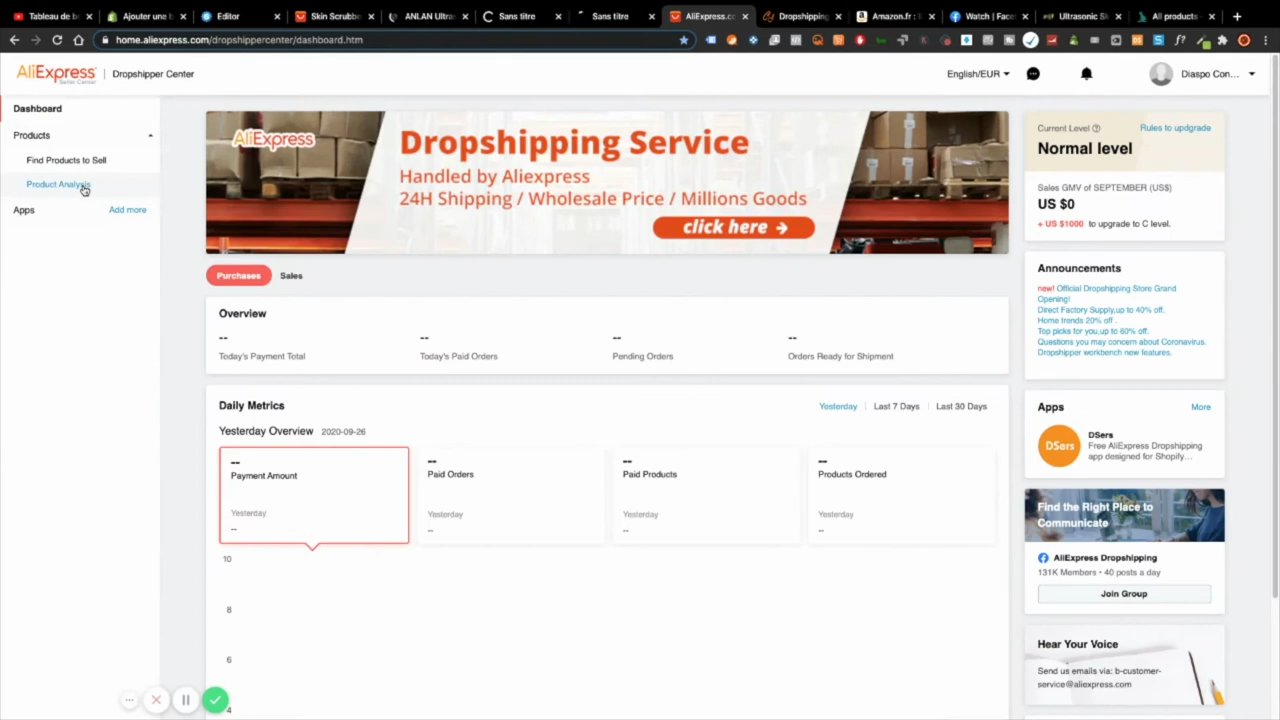 Tableau de b
Ajouter une b
Editor
Skin Scrubbe
ANLAN Ultra
Sans titre
Sans titre
AliExpress.co
Dropshipping
Amazon.fr : l
Watch | Face
Ultrasonic Sk
All products
home.aliexpress.com/dropshippercenter/dashboard.htm
AliExpress
Seller Center
Dropshipper Center
English/EUR
Diaspo Con...
Dashboard
Products
Find Products to Sell
Product Analysis
Apps
Add more
AliExpress
Dropshipping Service
Handled by Aliexpress
24H Shipping / Wholesale Price / Millions Goods
click here →
Purchases
Sales
Overview
--
--
--
--
Today's Payment Total
Today's Paid Orders
Pending Orders
Orders Ready for Shipment
Daily Metrics
Yesterday
Last 7 Days
Last 30 Days
Yesterday Overview
2020-09-26
--
Payment Amount
Yesterday
--
--
Paid Orders
Yesterday
--
--
Paid Products
Yesterday
--
--
Products Ordered
Yesterday
--
10
8
6
4
Current Level
Rules to updgrade
Normal level
Sales GMV of SEPTEMBER (US$)
US $0
+ US $1000 to upgrade to C level.
Announcements
new! Official Dropshipping Store Grand
Opening!
Direct Factory Supply,up to 40% off.
Home trends 20% off .
Top picks for you,up to 60% off.
Questions you may concern about Coronavirus.
Dropshipper workbench new features.
Apps
More
DSers
DSers
Free AliExpress Dropshipping
app designed for Shopify...
Find the Right Place to
Communicate
AliExpress Dropshipping
131K Members • 40 posts a day
Join Group
Hear Your Voice
Send us emails via: b-customer-
service@aliexpress.com